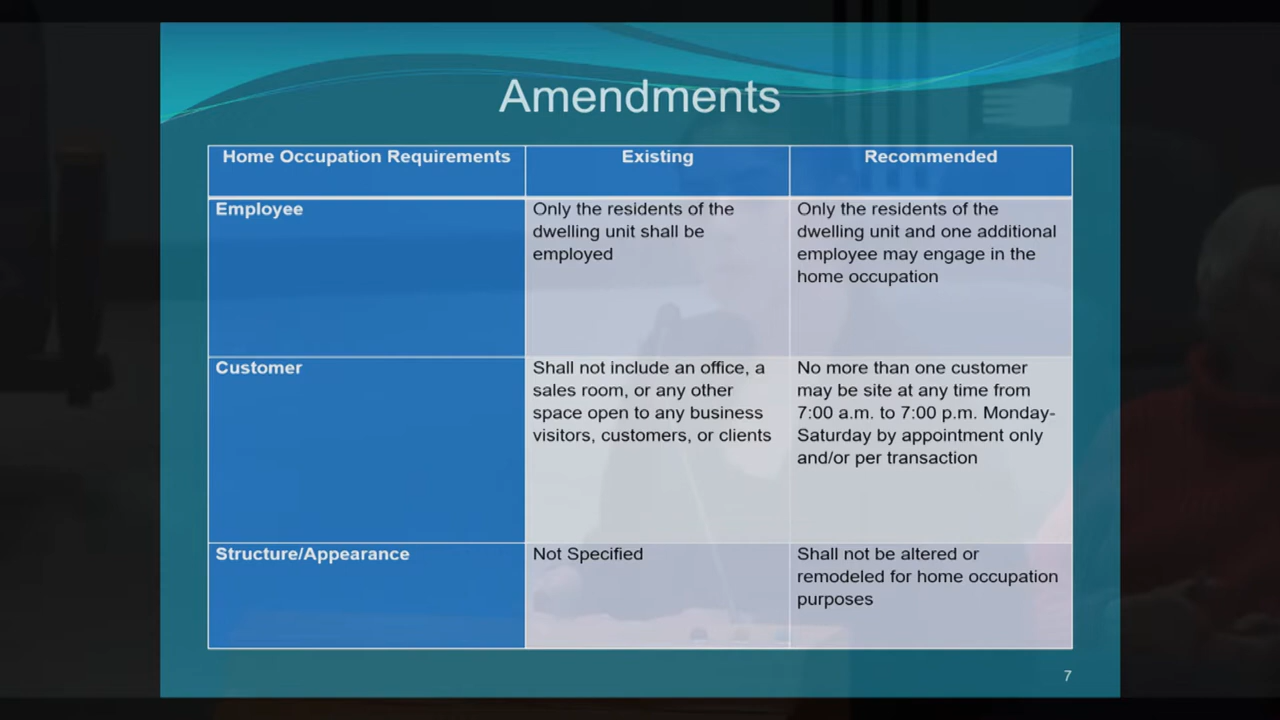 Amendments
Home Occupation Requirements
Existing
Recommended
Employee
Only the residents of the
dwelling unit shall be
employed
Only the residents of the
dwelling unit and one additional
employee may engage in the
home occupation
Customer
Shall not include an office, a
sales room, or any other
space open to any business
visitors, customers, or clients
No more than one customer
may be site at any time from
7:00 a.m. to 7:00 p.m. Monday-
Saturday by appointment only
and/or per transaction
Structure/Appearance
Not Specified
Shall not be altered or
remodeled for home occupation
purposes
7